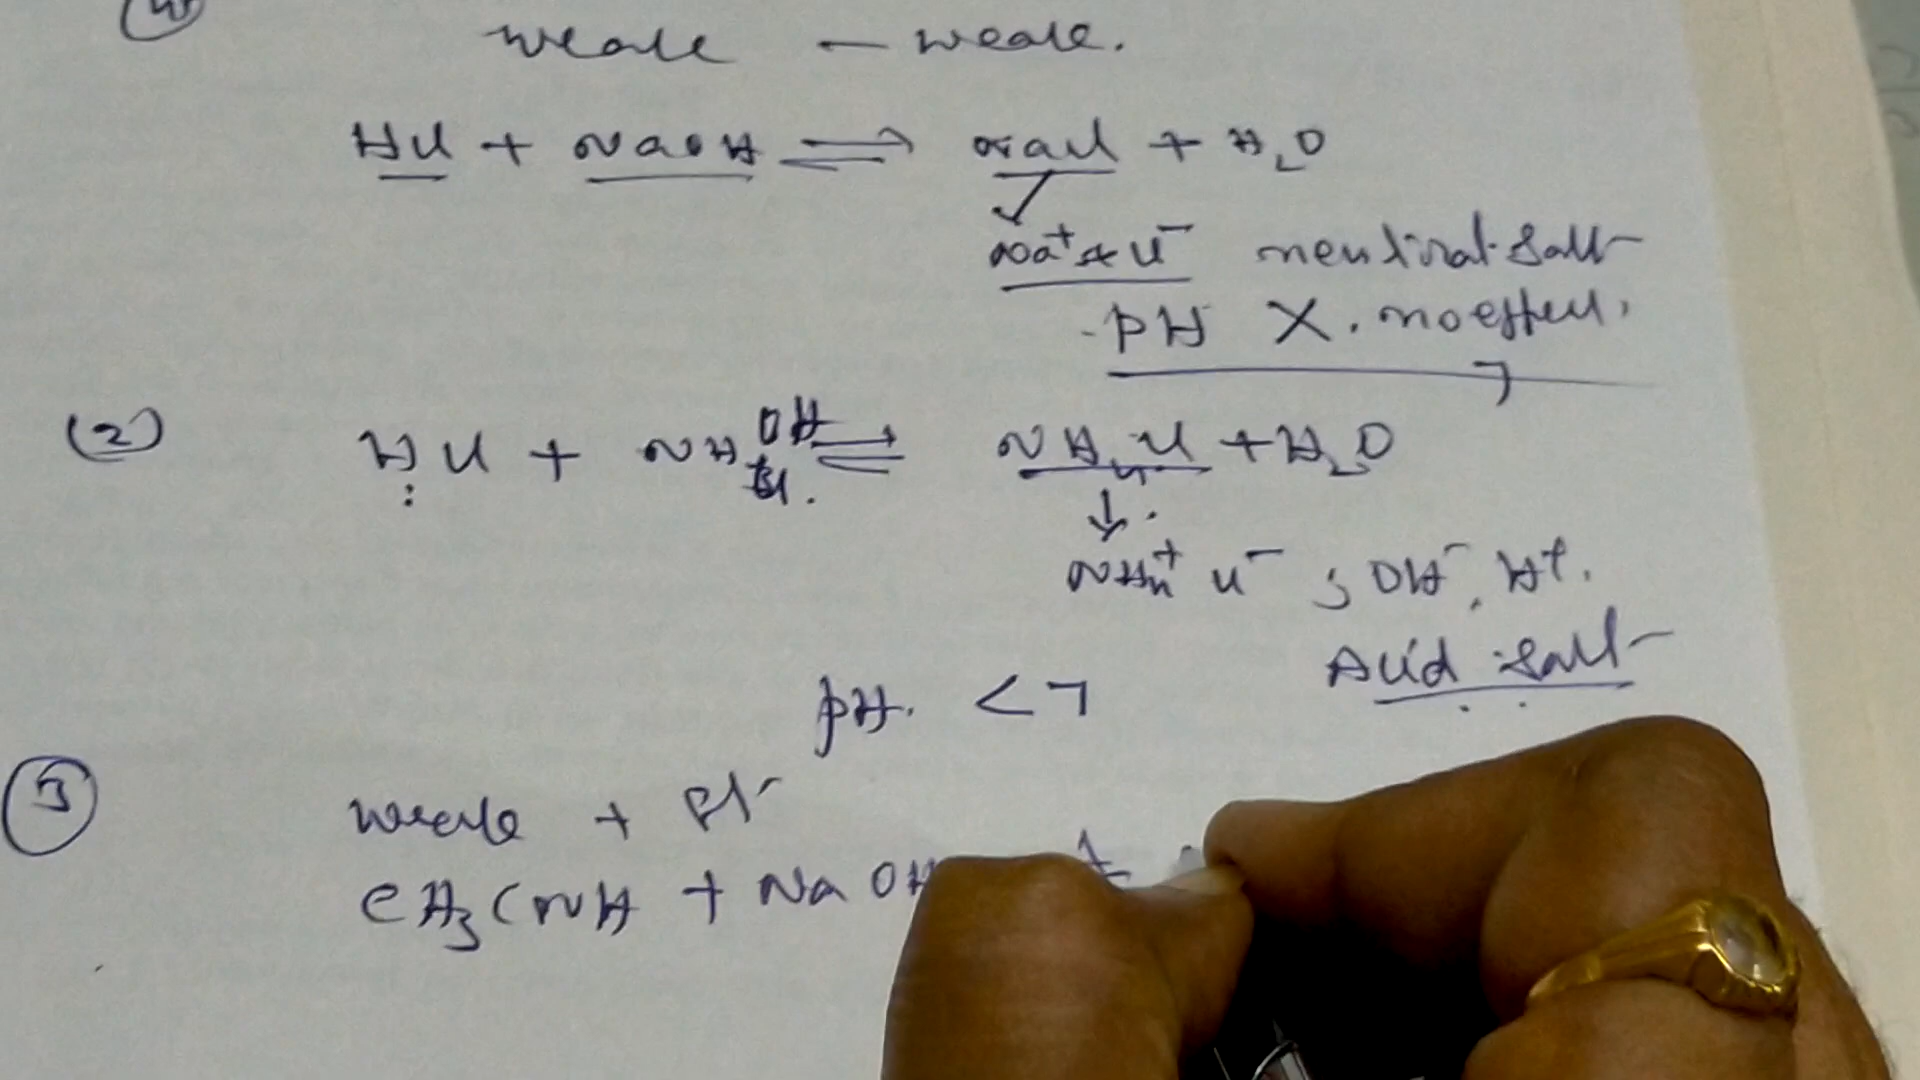 weak - weak.
HCl + NaOH ⇌ NaCl + H2O
Na+ Cl- neutral salt
PH X. no effect.
(2) HCl + NH4OH ⇌ NH4Cl + H2O
NH4+ Cl- ; OH-, H+.
Acid salt
pH. < 7
3 weak + st
CH3COOH + NaOH